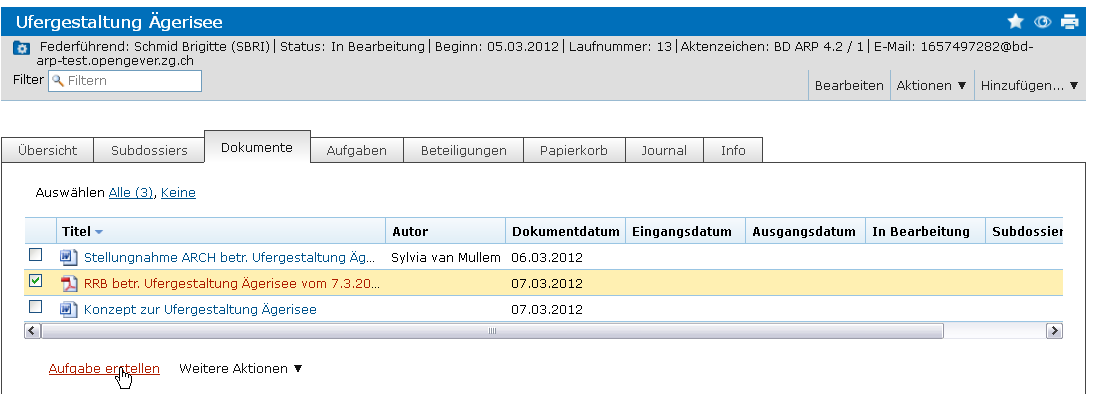 Ufergestaltung Ägerisee
Federführend: Schmid Brigitte (SBRI) | Status: In Bearbeitung | Beginn: 05.03.2012 | Laufnummer: 13 | Aktenzeichen: BD ARP 4.2 / 1 | E-Mail: 1657497282@bd-
arp-test.opengever.zg.ch
Filter Filtern
Bearbeiten Aktionen ▼ Hinzufügen... ▼
Übersicht Subdossiers Dokumente Aufgaben Beteiligungen Papierkorb Journal Info
Auswählen Alle (3), Keine
Titel Autor Dokumentdatum Eingangsdatum Ausgangsdatum In Bearbeitung Subdossier
Stellungnahme ARCH betr. Ufergestaltung Äg... Sylvia van Mullem 06.03.2012
RRB betr. Ufergestaltung Ägerisee vom 7.3.20... 07.03.2012
Konzept zur Ufergestaltung Ägerisee 07.03.2012
Aufgabe erstellen Weitere Aktionen ▼